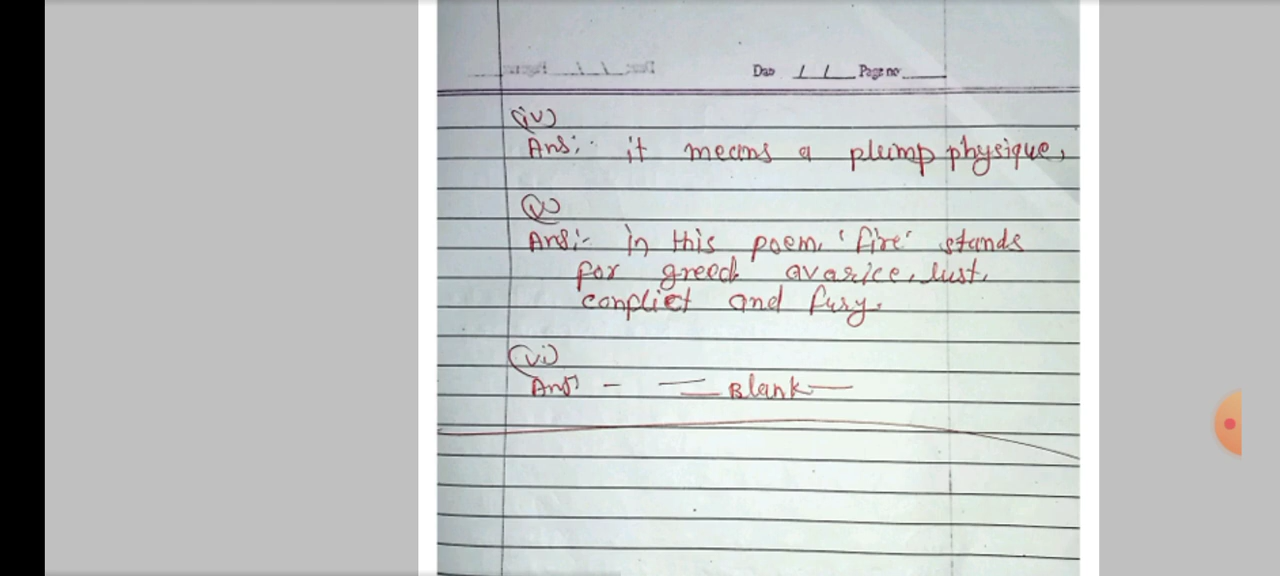 Date / / Page no
(iv)
Ans:- it means a plump physique,
(v)
Ans:- in this poem, 'fire' stands
for greed avarice, lust,
conflict and fury.
(vi)
Ans - Blank